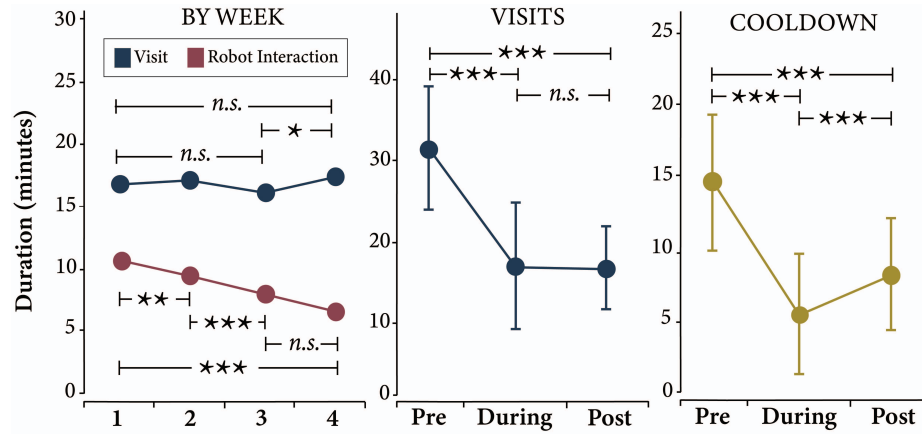 BY WEEK
Visit
Robot Interaction
n.s.
*
n.s.
**
***
n.s.
***
Duration (minutes)
30
25
20
15
10
5
0
1 2 3 4
VISITS
***
***
n.s.
40
30
20
10
0
Pre During Post
COOLDOWN
***
***
***
25
20
15
10
5
0
Pre During Post